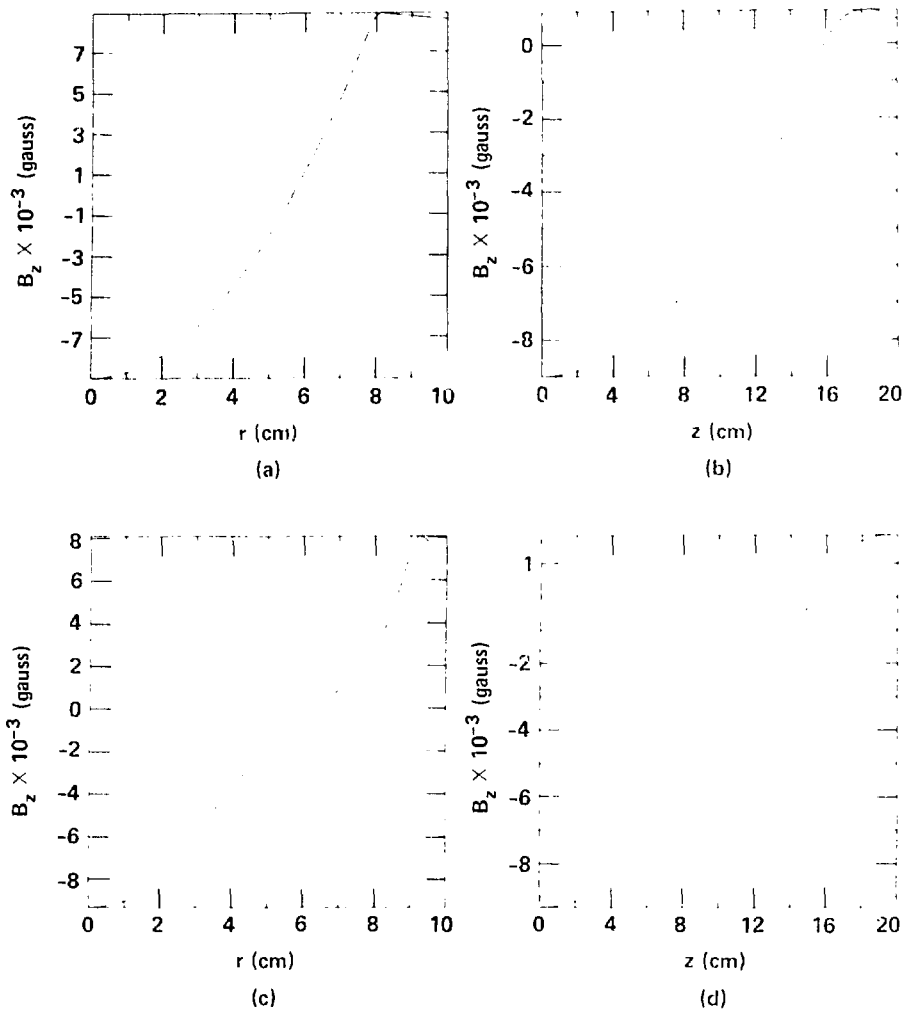 9
7
5
3
1
-1
-3
-5
-7
B_z × 10^-3 (gauss)
0 2 4 6 8 10
r (cm)
(a)
0
-2
-4
-6
-8
B_z × 10^-3 (gauss)
0 4 8 12 16 20
z (cm)
(b)
8
6
4
2
0
-2
-4
-6
-8
B_z × 10^-3 (gauss)
0 2 4 6 8 10
r (cm)
(c)
1
-2
-4
-6
-8
B_z × 10^-3 (gauss)
0 4 8 12 16 20
z (cm)
(d)